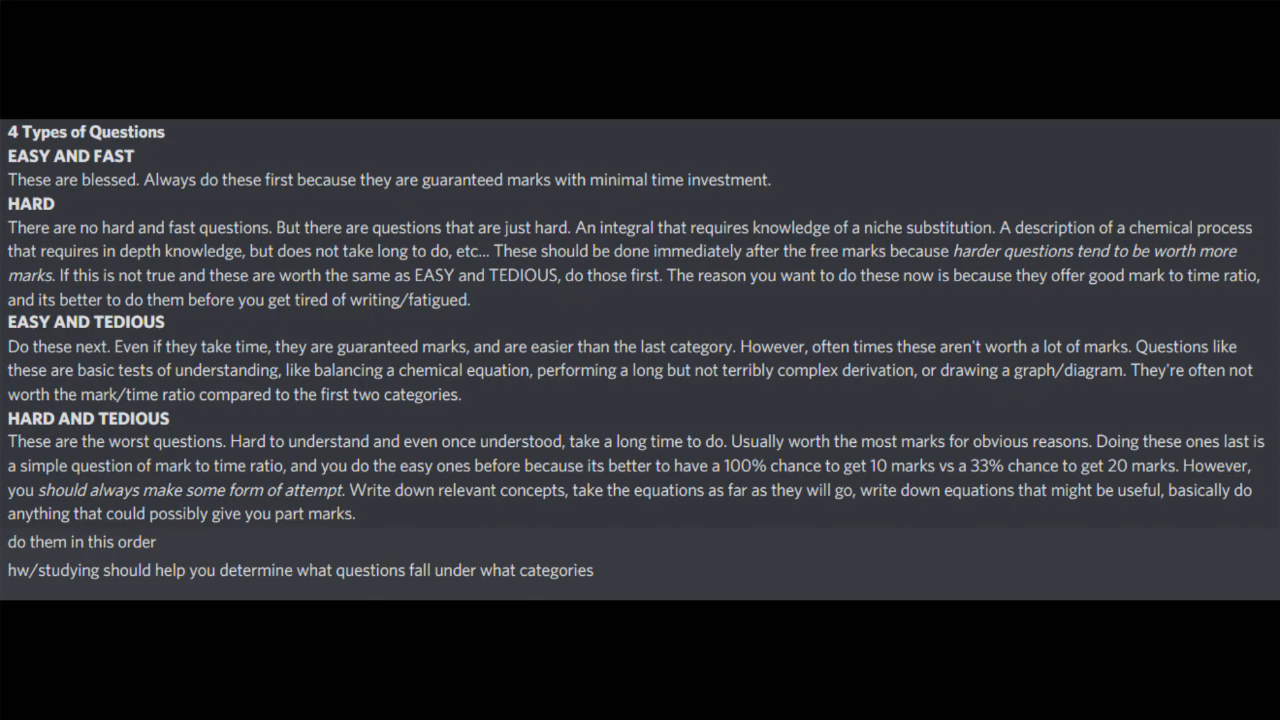 4 Types of Questions
EASY AND FAST
These are blessed. Always do these first because they are guaranteed marks with minimal time investment.
HARD
There are no hard and fast questions. But there are questions that are just hard. An integral that requires knowledge of a niche substitution. A description of a chemical process
that requires in depth knowledge, but does not take long to do, etc... These should be done immediately after the free marks because harder questions tend to be worth more
marks. If this is not true and these are worth the same as EASY and TEDIOUS, do those first. The reason you want to do these now is because they offer good mark to time ratio,
and its better to do them before you get tired of writing/fatigued.
EASY AND TEDIOUS
Do these next. Even if they take time, they are guaranteed marks, and are easier than the last category. However, often times these aren't worth a lot of marks. Questions like
these are basic tests of understanding, like balancing a chemical equation, performing a long but not terribly complex derivation, or drawing a graph/diagram. They're often not
worth the mark/time ratio compared to the first two categories.
HARD AND TEDIOUS
These are the worst questions. Hard to understand and even once understood, take a long time to do. Usually worth the most marks for obvious reasons. Doing these ones last is
a simple question of mark to time ratio, and you do the easy ones before because its better to have a 100% chance to get 10 marks vs a 33% chance to get 20 marks. However,
you should always make some form of attempt. Write down relevant concepts, take the equations as far as they will go, write down equations that might be useful, basically do
anything that could possibly give you part marks.
do them in this order
hw/studying should help you determine what questions fall under what categories